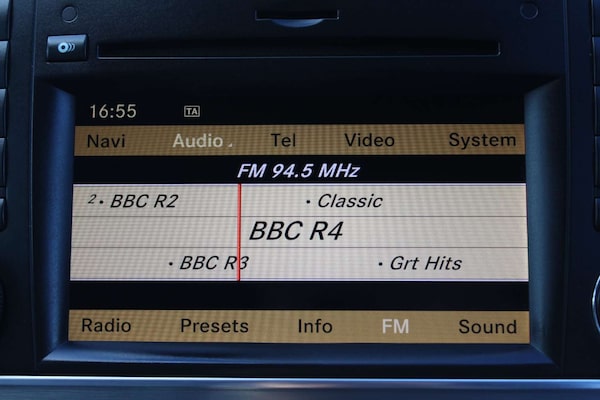 16:55 TA
Navi Audio Tel Video System
FM 94.5 MHz
2 • BBC R2 • Classic
BBC R4
• BBC R3 • Grt Hits
Radio Presets Info FM Sound